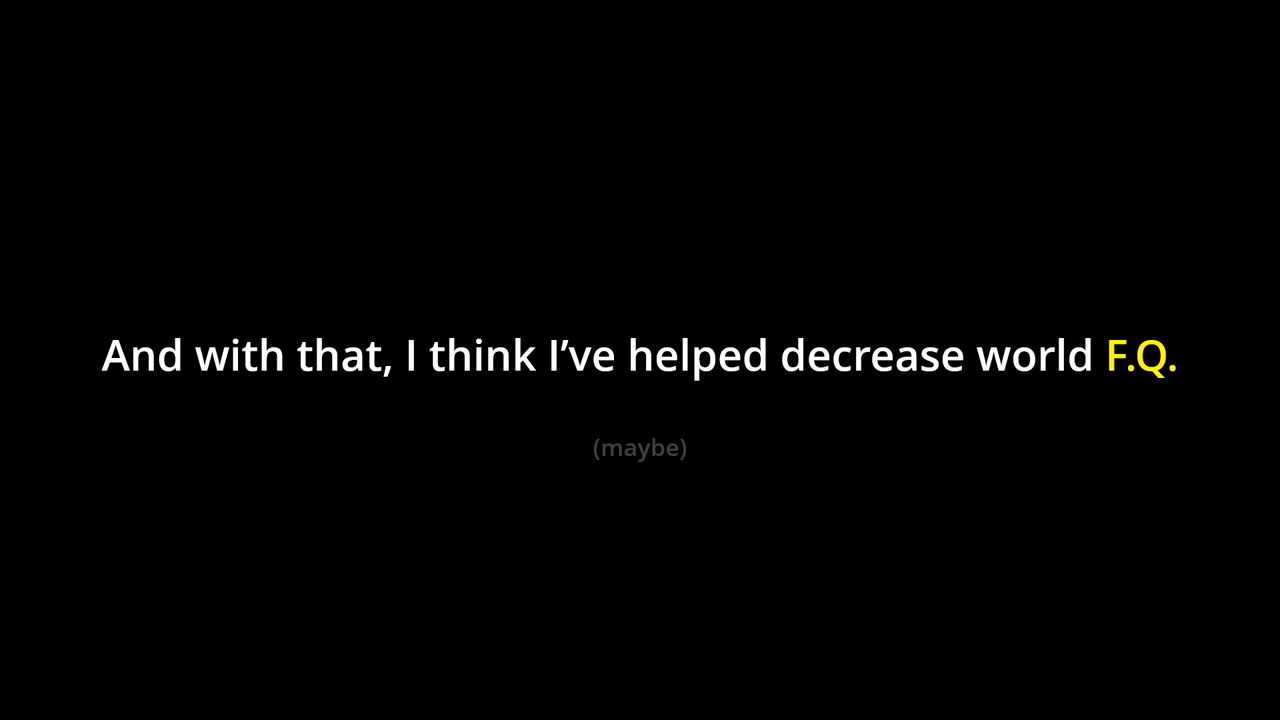 And with that, I think I’ve helped decrease world F.Q.
(maybe)